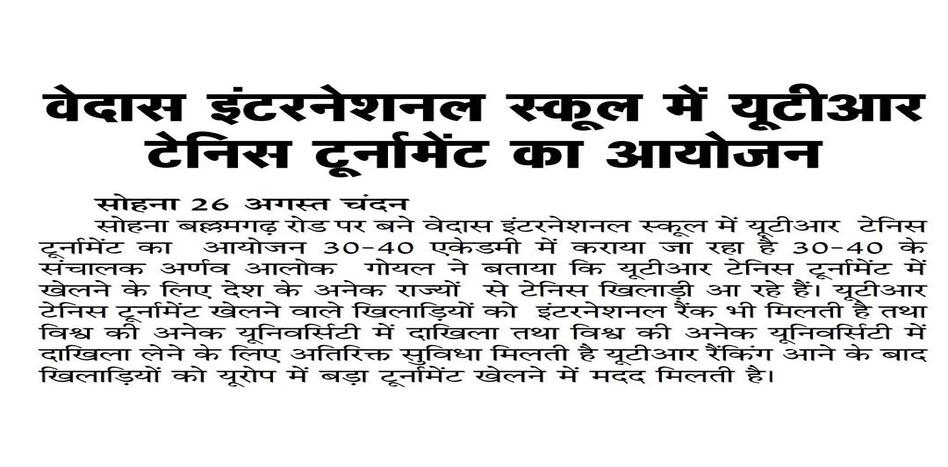 वेदास इंटरनेशनल स्कूल में यूटीआर
टेनिस टूर्नामेंट का आयोजन
सोहना 26 अगस्त चंदन
सोहना बल्लमगढ़ रोड पर बने वेदास इंटरनेशनल स्कूल में यूटीआर टेनिस
टूर्नामेंट का आयोजन 30-40 एकेडमी में कराया जा रहा है 30-40 के
संचालक अर्णव आलोक गोयल ने बताया कि यूटीआर टेनिस टूर्नामेंट में
खेलने के लिए देश के अनेक राज्यों से टेनिस खिलाड़ी आ रहे हैं। यूटीआर
टेनिस टूर्नामेंट खेलने वाले खिलाड़ियों को इंटरनेशनल रैंक भी मिलती है तथा
विश्व की अनेक यूनिवर्सिटी में दाखिला तथा विश्व की अनेक यूनिवर्सिटी में
दाखिला लेने के लिए अतिरिक्त सुविधा मिलती है यूटीआर रैंकिंग आने के बाद
खिलाड़ियों को यूरोप में बड़ा टूर्नामेंट खेलने में मदद मिलती है।